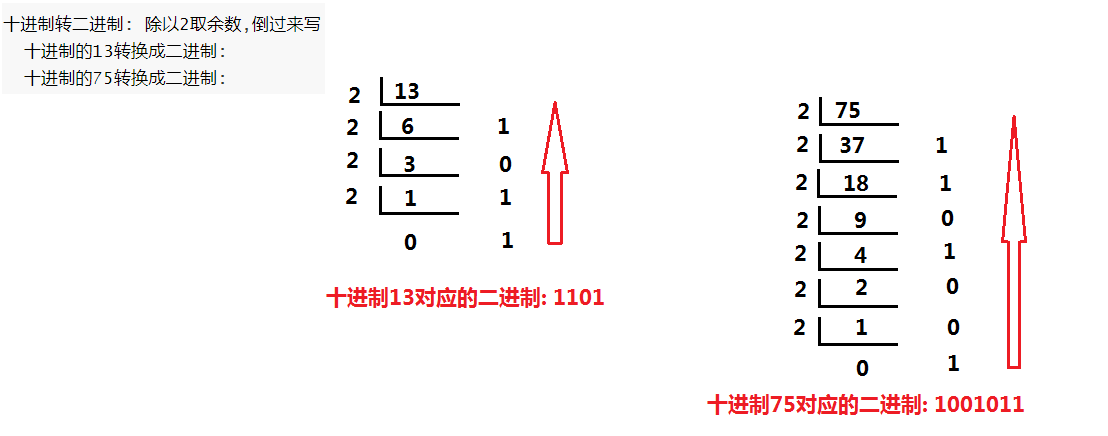 十进制转二进制： 除以2取余数，倒过来写
十进制的13转换成二进制：
十进制的75转换成二进制：
2 13
2 6 1
2 3 0
2 1 1
0 1
十进制13对应的二进制: 1101
2 75
2 37 1
2 18 1
2 9 0
2 4 1
2 2 0
2 1 0
0 1
十进制75对应的二进制: 1001011